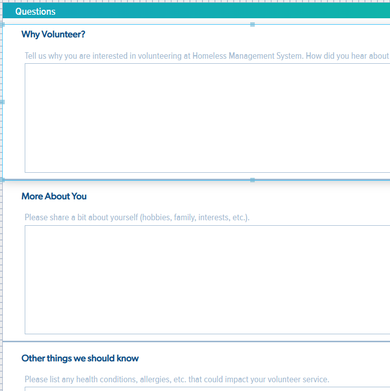 Questions
Why Volunteer?
Tell us why you are interested in volunteering at Homeless Management System. How did you hear about
More About You
Please share a bit about yourself (hobbies, family, interests, etc.).
Other things we should know
Please list any health conditions, allergies, etc. that could impact your volunteer service.